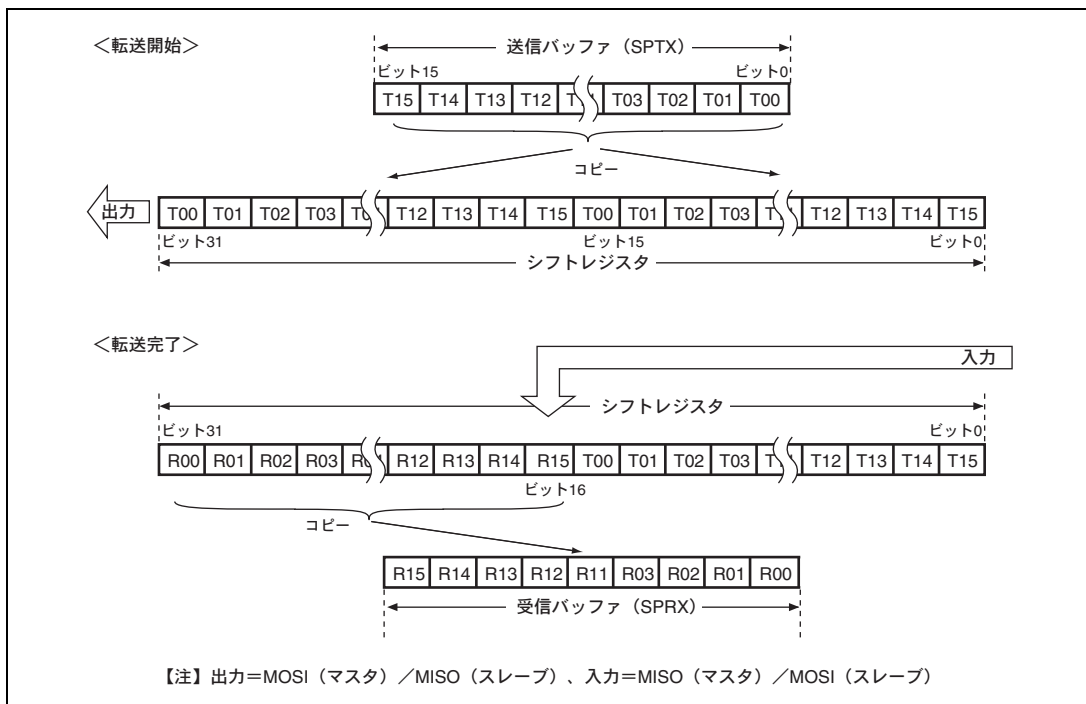 ＜転送開始＞
送信バッファ（SPTX）
ビット15 ビット0
T15 T14 T13 T12 T03 T02 T01 T00
コピー
出力 T00 T01 T02 T03 T12 T13 T14 T15 T00 T01 T02 T03 T12 T13 T14 T15
ビット31 ビット15 ビット0
シフトレジスタ
＜転送完了＞
入力
シフトレジスタ
ビット31 ビット0
R00 R01 R02 R03 R12 R13 R14 R15 T00 T01 T02 T03 T12 T13 T14 T15
ビット16
コピー
R15 R14 R13 R12 R11 R03 R02 R01 R00
受信バッファ（SPRX）
【注】出力＝MOSI（マスタ）／MISO（スレーブ）、入力＝MISO（マスタ）／MOSI（スレーブ）